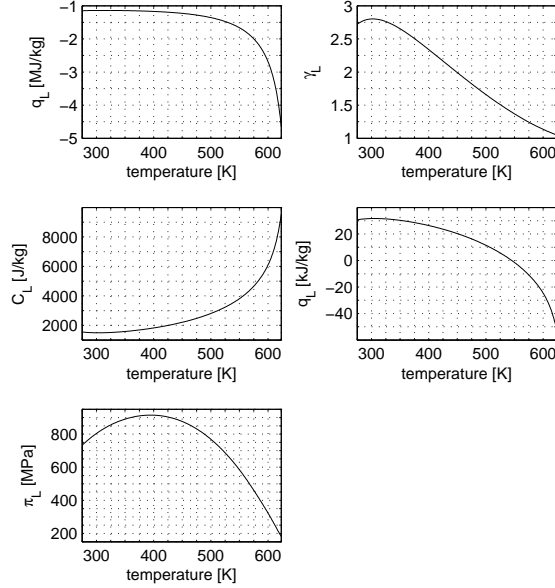 −1
−2
−3
−4
−5
q_L [MJ/kg]
300 400 500 600
temperature [K]
3
2.5
2
1.5
1
γ_L
300 400 500 600
temperature [K]
8000
6000
4000
2000
C_L [J/kg]
300 400 500 600
temperature [K]
20
0
−20
−40
q_L [kJ/kg]
300 400 500 600
temperature [K]
800
600
400
200
π_L [MPa]
300 400 500 600
temperature [K]